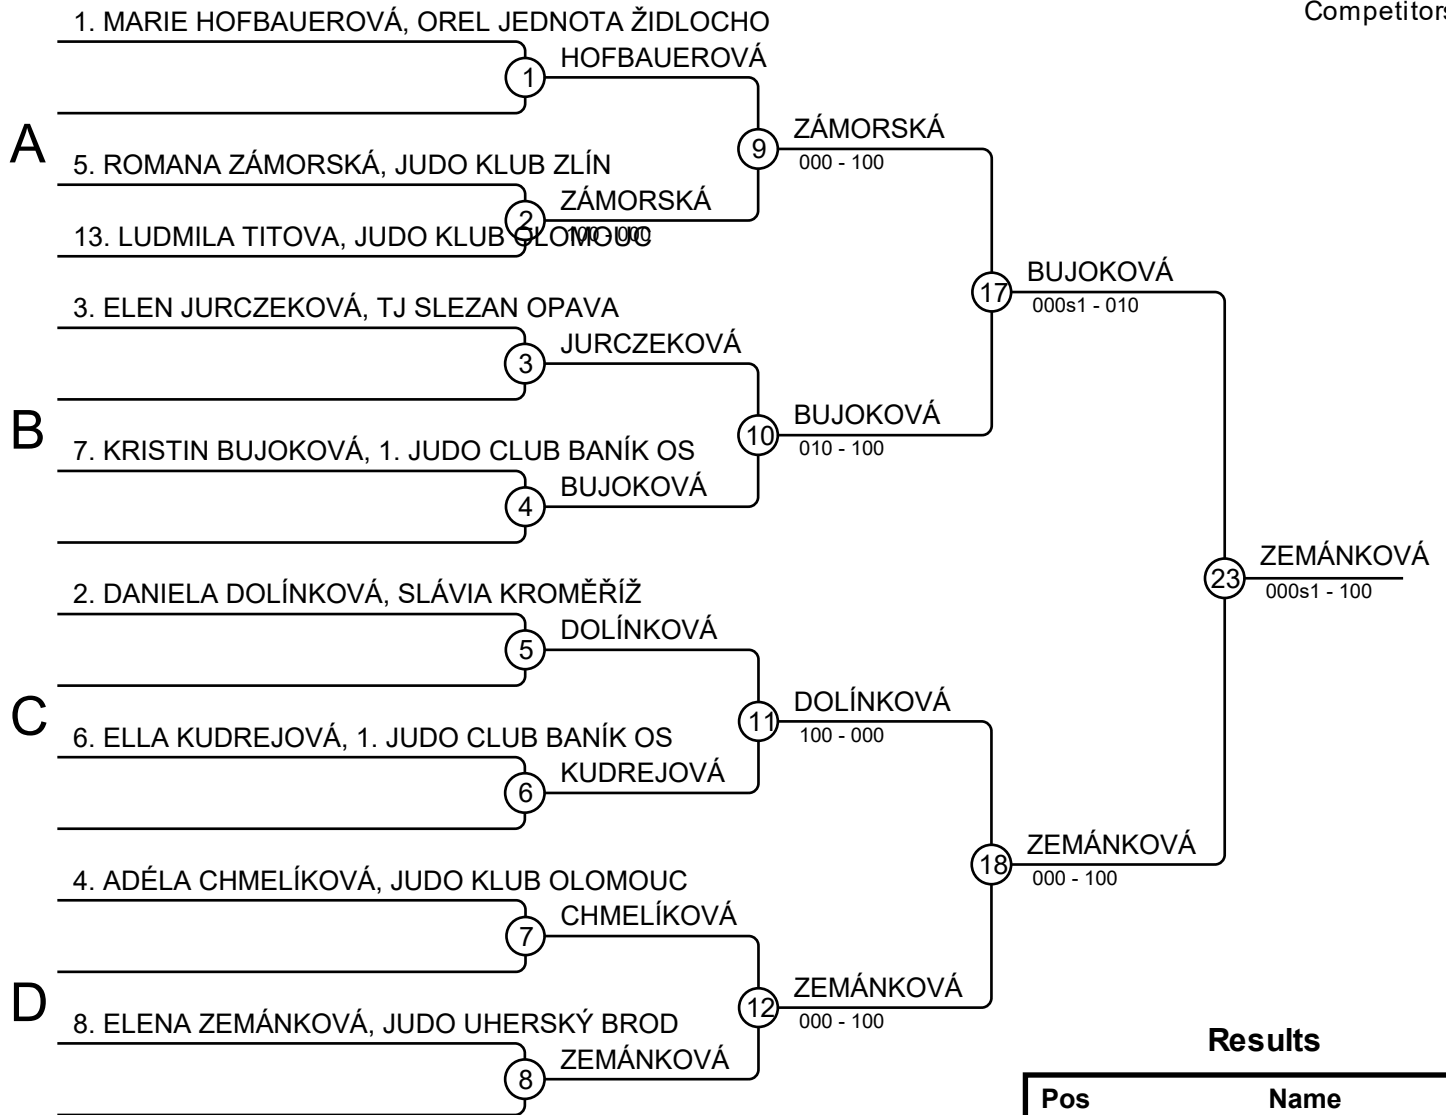 Competitors
1. MARIE HOFBAUEROVÁ, OREL JEDNOTA ŽIDLOCHO
HOFBAUEROVÁ
1
A
ZÁMORSKÁ
9
000 - 100
5. ROMANA ZÁMORSKÁ, JUDO KLUB ZLÍN
ZÁMORSKÁ
2
100 - 000
13. LUDMILA TITOVA, JUDO KLUB OLOMOUC
BUJOKOVÁ
17
000s1 - 010
3. ELEN JURCZEKOVÁ, TJ SLEZAN OPAVA
JURCZEKOVÁ
3
B
BUJOKOVÁ
10
010 - 100
7. KRISTIN BUJOKOVÁ, 1. JUDO CLUB BANÍK OS
BUJOKOVÁ
4
ZEMÁNKOVÁ
23
000s1 - 100
2. DANIELA DOLÍNKOVÁ, SLÁVIA KROMĚŘÍŽ
DOLÍNKOVÁ
5
C
DOLÍNKOVÁ
11
100 - 000
6. ELLA KUDREJOVÁ, 1. JUDO CLUB BANÍK OS
KUDREJOVÁ
6
ZEMÁNKOVÁ
18
000 - 100
4. ADÉLA CHMELÍKOVÁ, JUDO KLUB OLOMOUC
CHMELÍKOVÁ
7
D
ZEMÁNKOVÁ
12
000 - 100
8. ELENA ZEMÁNKOVÁ, JUDO UHERSKÝ BROD
ZEMÁNKOVÁ
8
Results
Pos Name